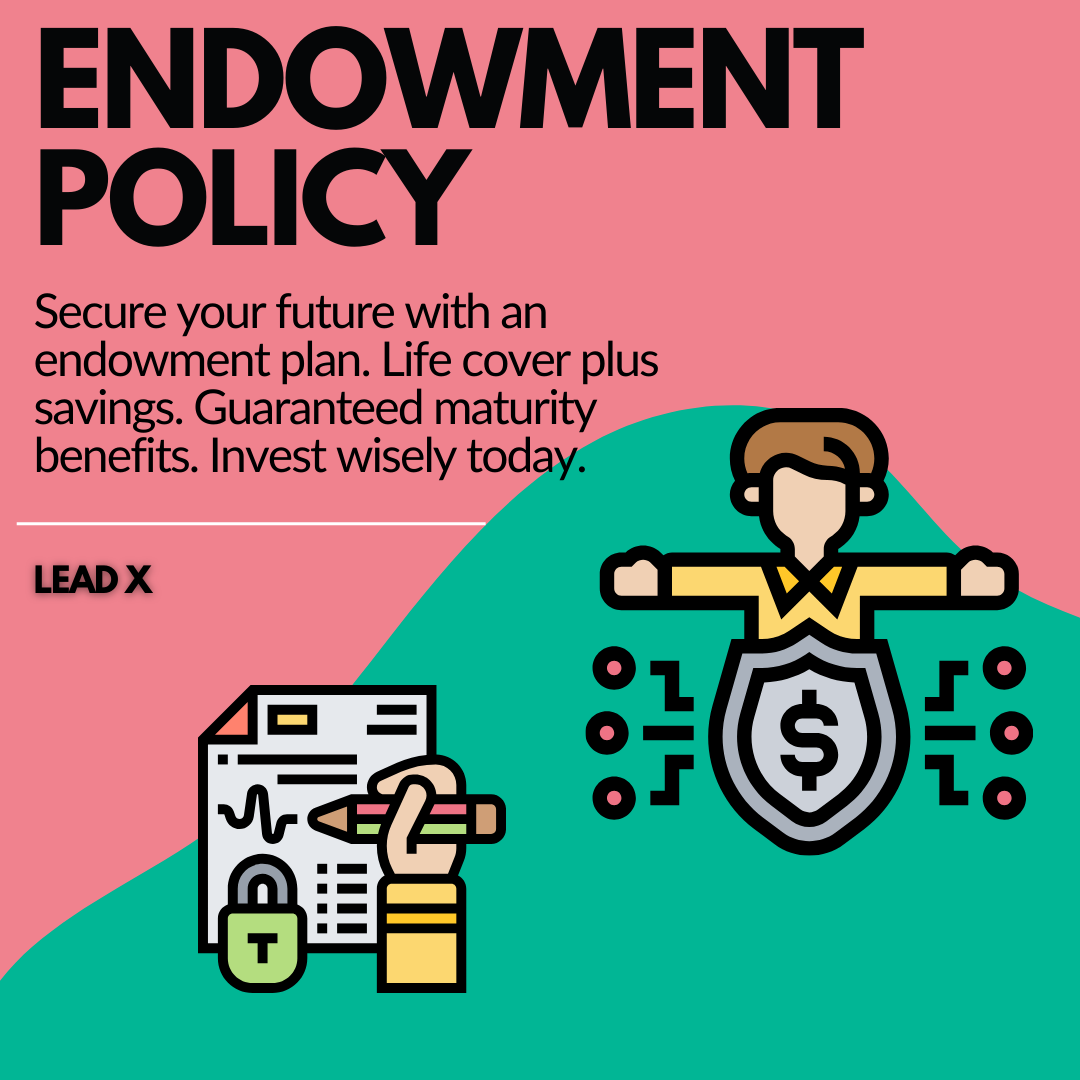 ENDOWMENT
POLICY
Secure your future with an
endowment plan. Life cover plus
savings. Guaranteed maturity
benefits. Invest wisely today.
LEAD X
$
T